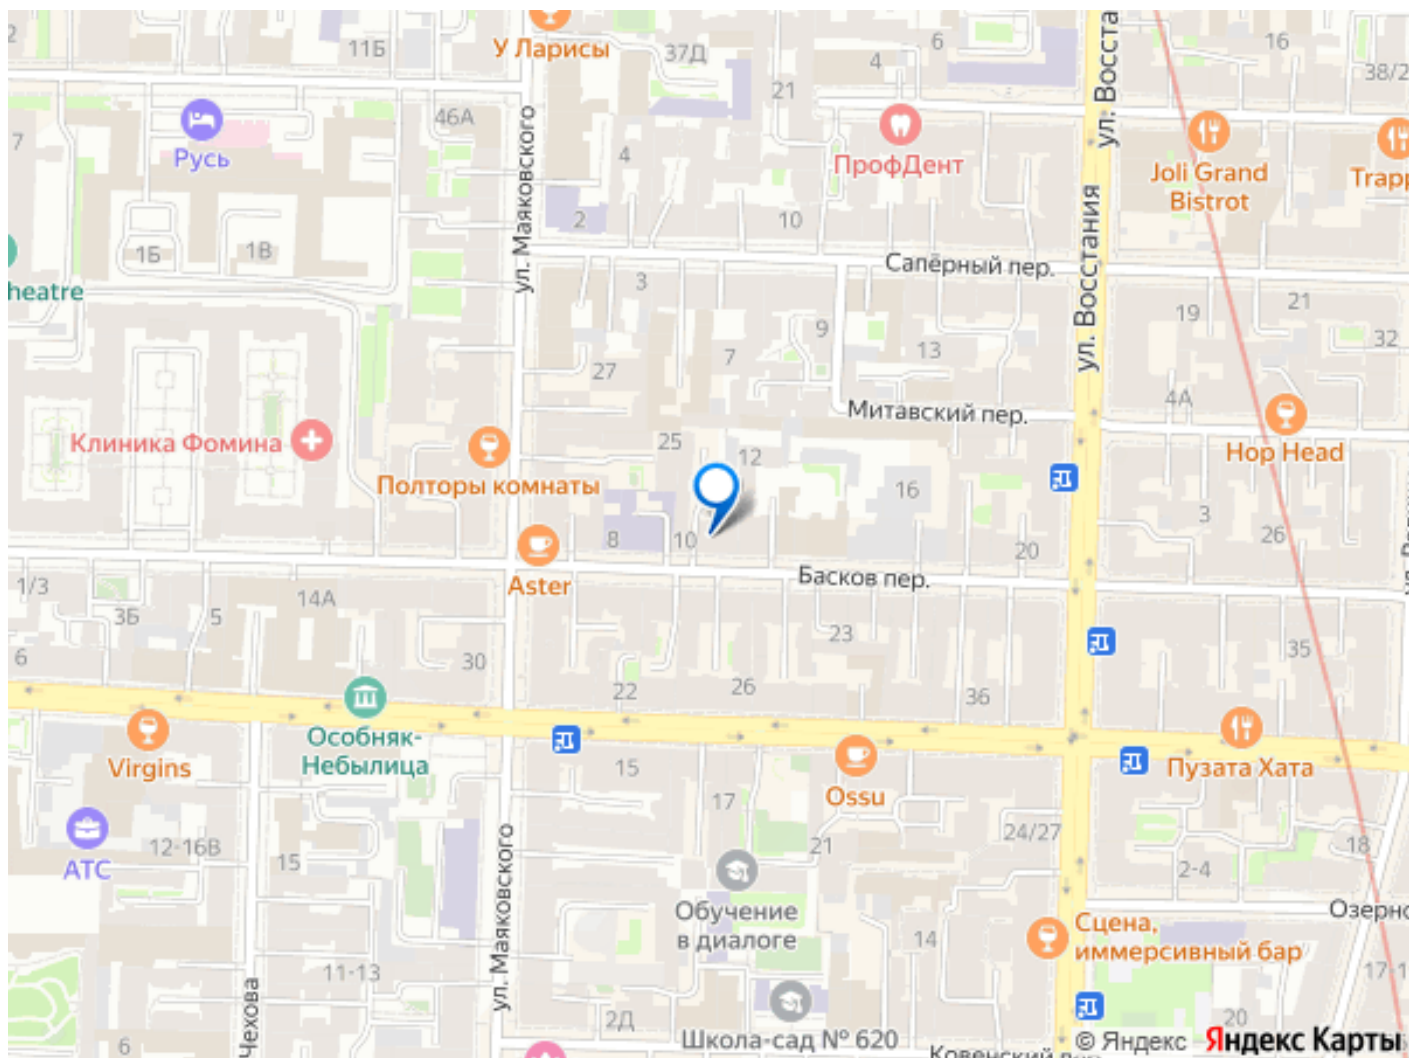 2
11Б
У Ларисы
37Д
4
6
ул. Восста
16
38/2
21
7
Русь
46А
ул. Маяковского
4
ПрофДент
Joli Grand
Bistrot
Trapp
2
10
1Б
1В
ул. Восстания
Сапёрный пер.
heatre
3
21
19
9
32
7
13
27
4А
Митавский пер.
Клиника Фомина
25
12
Hop Head
Полторы комнаты
16
3
26
8
10
20
Aster
Басков пер.
1/3
14А
3Б
5
23
35
6
30
22
26
36
Особняк-
Небылица
Virgins
15
Ossu
Пузата Хата
17
24/27
АТС
12-16В
15
21
18
2-4
ул. Маяковского
Обучение
в диалоге
Озерно
14
Сцена,
иммерсивный бар
11-13
17-1
Чехова
2Д
20
6
Школа-сад № 620
© Яндекс Яндекс Карты